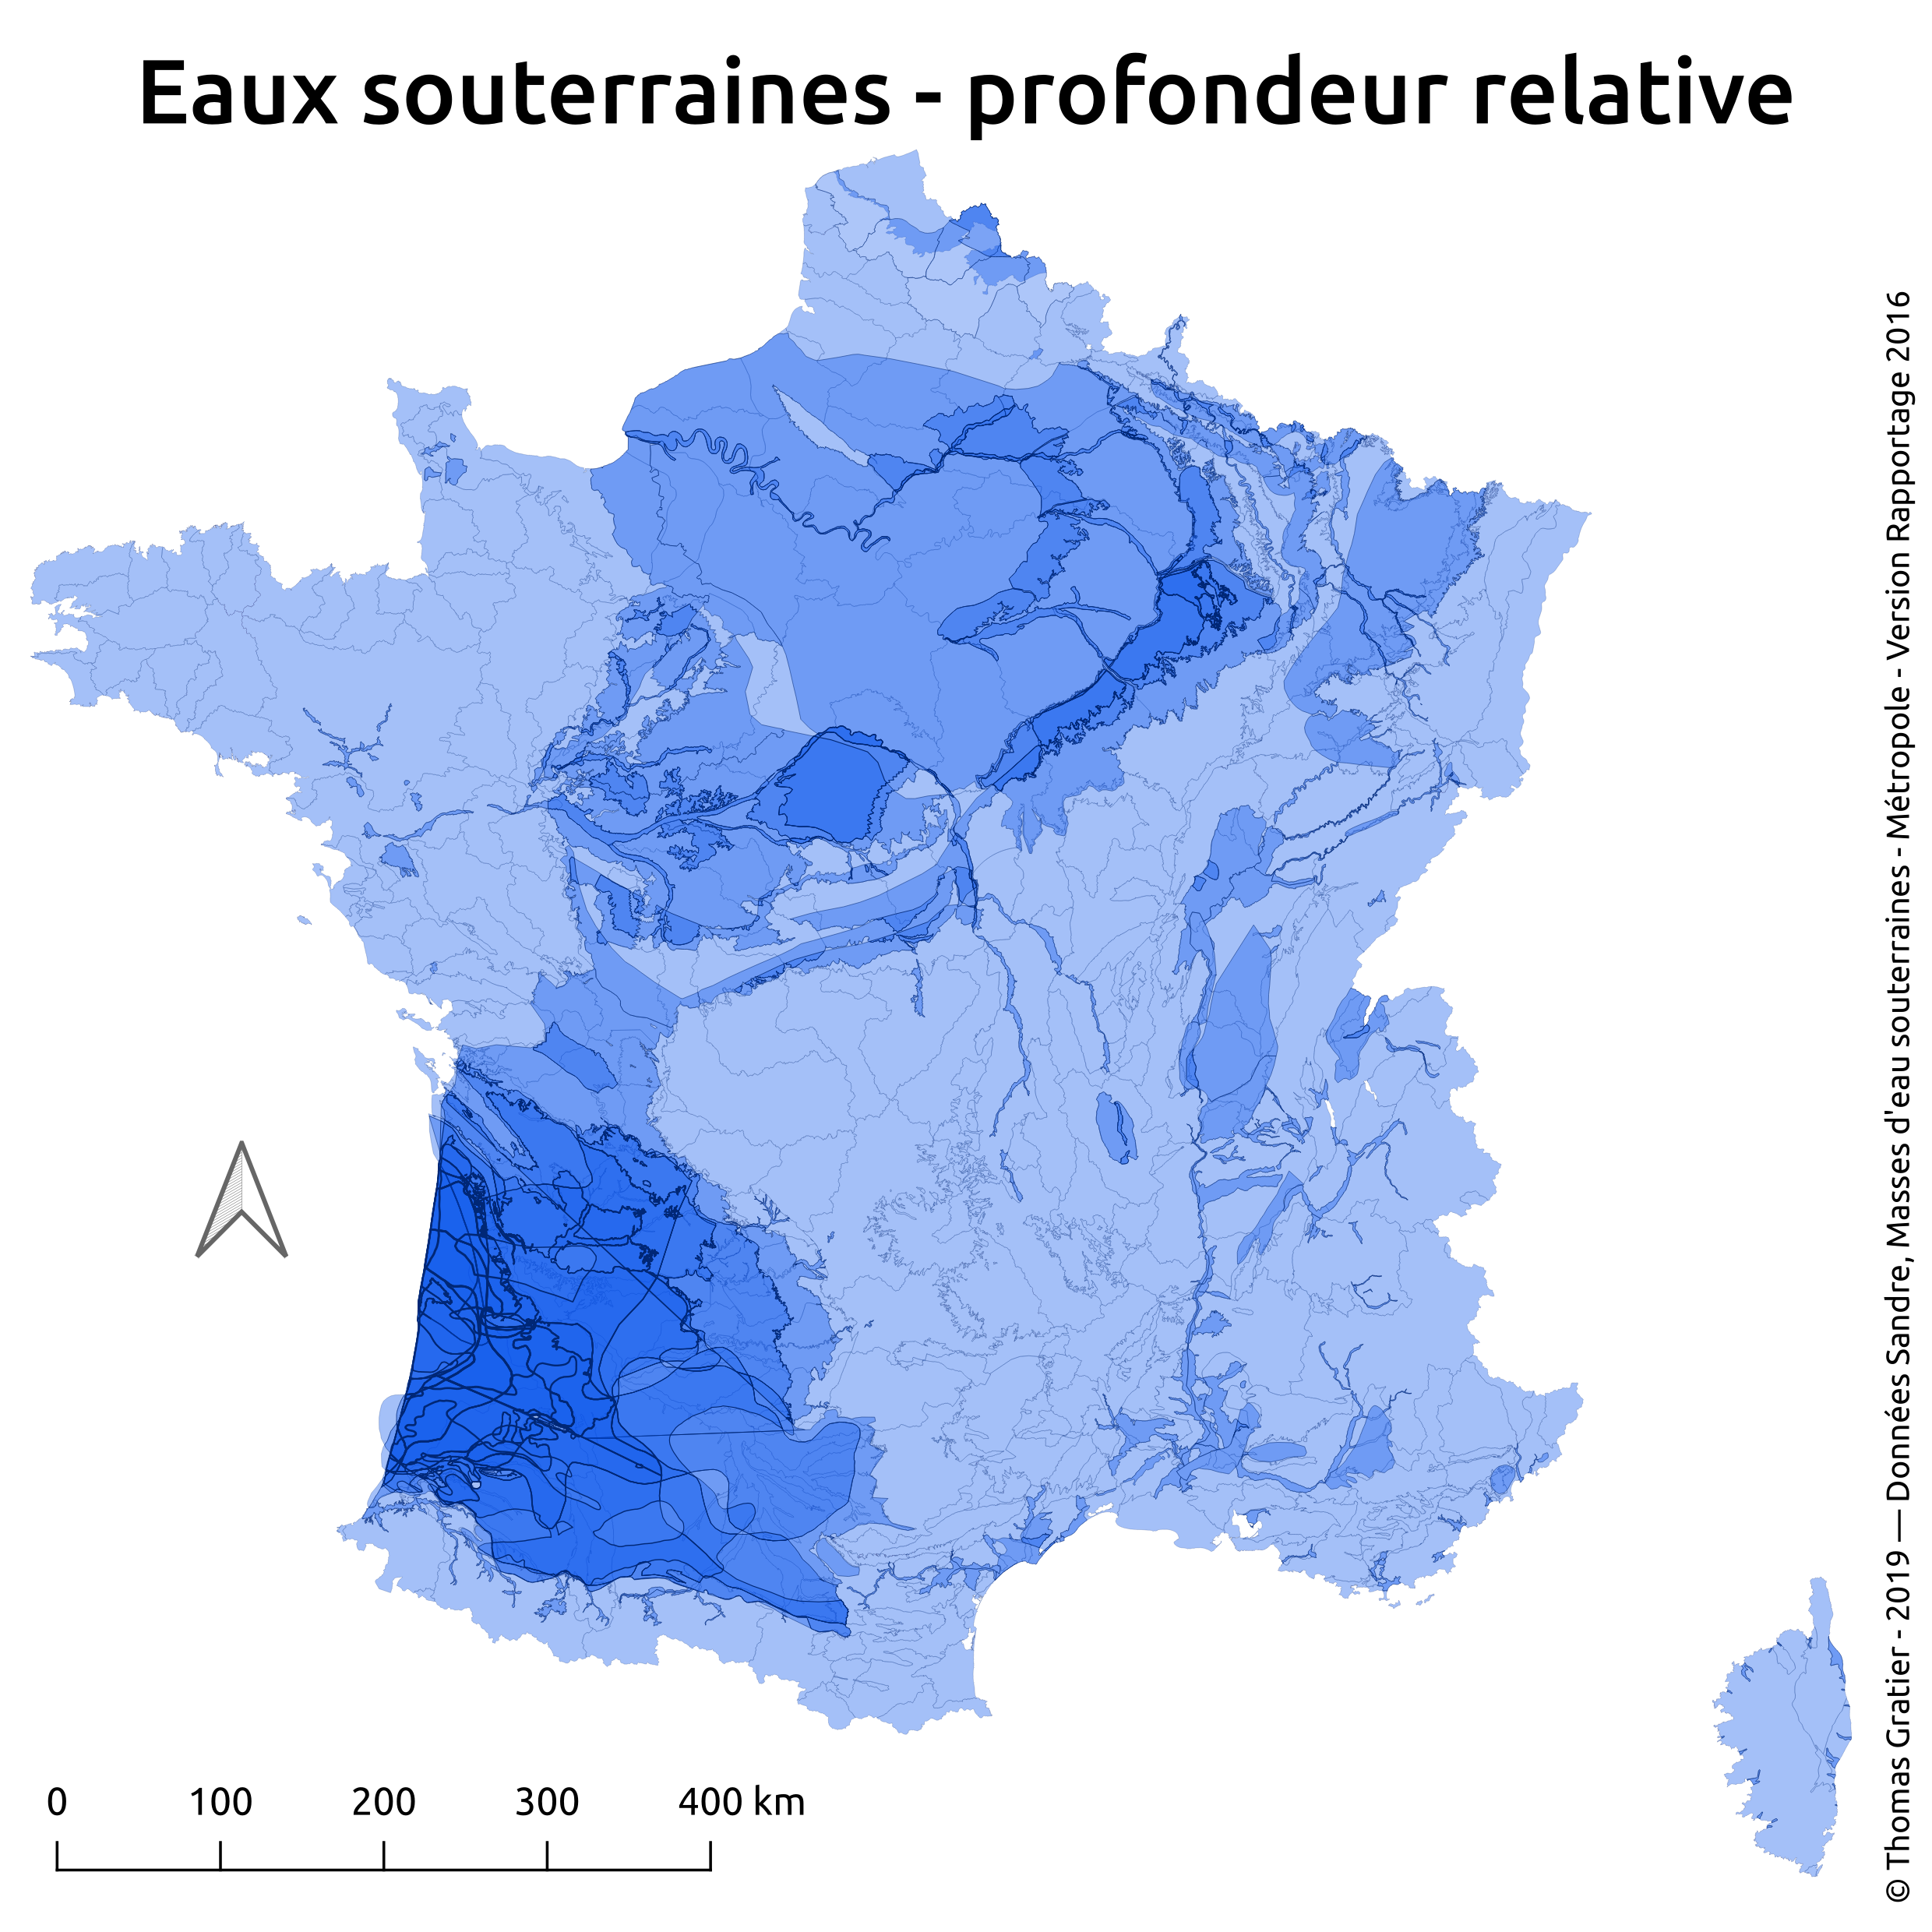 Eaux souterraines - profondeur relative
© Thomas Gratier - 2019 — Données Sandre, Masses d'eau souterraines - Métropole - Version Rapportage 2016
0 100 200 300 400 km